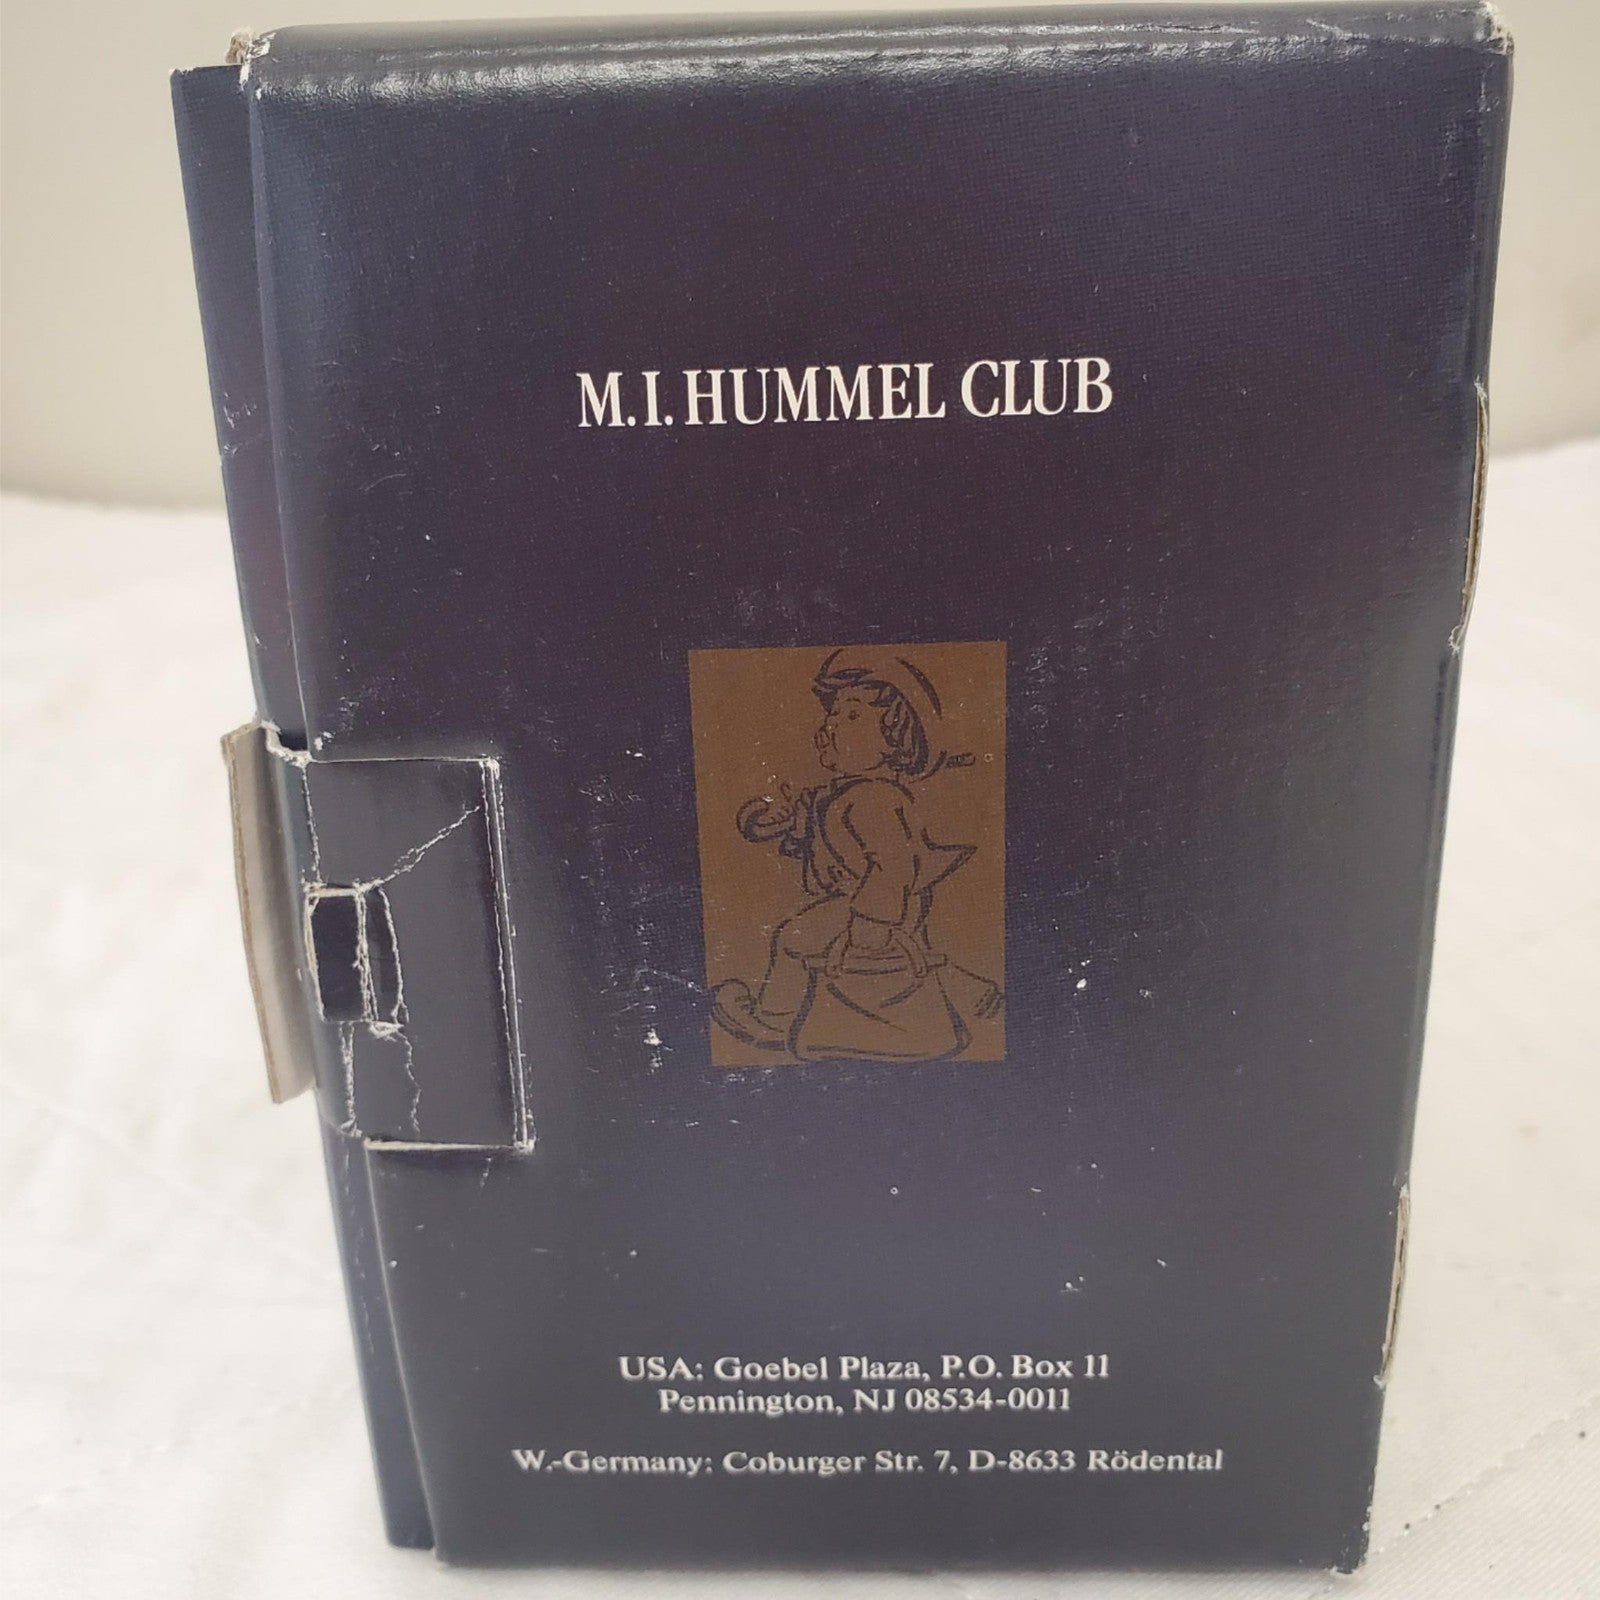 M.I. HUMMEL CLUB
USA: Goebel Plaza, P.O. Box 11
Pennington, NJ 08534-0011
W.-Germany: Coburger Str. 7, D-8633 Rödental